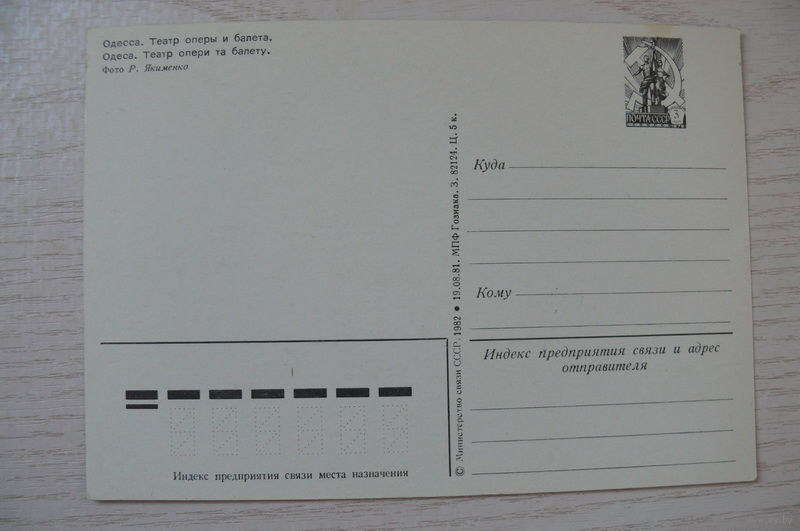 Одесса. Театр оперы и балета.
Одеса. Театр опери та балету.
Фото Р. Якименко
ПОЧТА СССР
3
Куда
Кому
Индекс предприятия связи и адрес
отправителя
© Министерство связи СССР. 1982 • 19.08.81. МПФ Гознака. З. 82124. Ц. 5 к.
Индекс предприятия связи места назначения